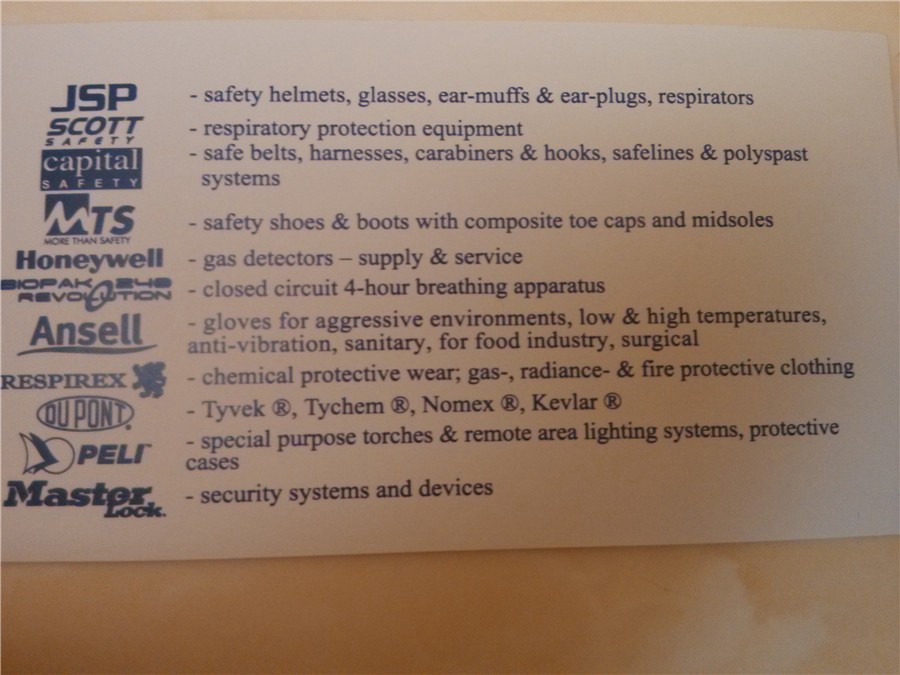 JSP - safety helmets, glasses, ear-muffs & ear-plugs, respirators
SCOTT
SAFETY - respiratory protection equipment
capital
SAFETY - safe belts, harnesses, carabiners & hooks, safelines & polyspast
systems
MTS
MORE THAN SAFETY - safety shoes & boots with composite toe caps and midsoles
Honeywell - gas detectors – supply & service
BIOPAK 240
REVOLUTION - closed circuit 4-hour breathing apparatus
Ansell - gloves for aggressive environments, low & high temperatures,
anti-vibration, sanitary, for food industry, surgical
RESPIREX - chemical protective wear; gas-, radiance- & fire protective clothing
DU PONT® - Tyvek ®, Tychem ®, Nomex ®, Kevlar ®
PELI - special purpose torches & remote area lighting systems, protective
cases
Master
Lock. - security systems and devices